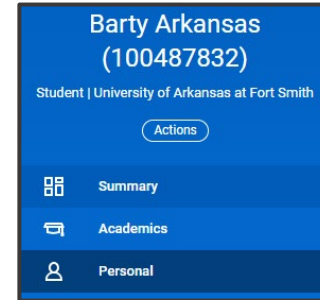 Barty Arkansas
(100487832)
Student | University of Arkansas at Fort Smith
Actions
Summary
Academics
Personal